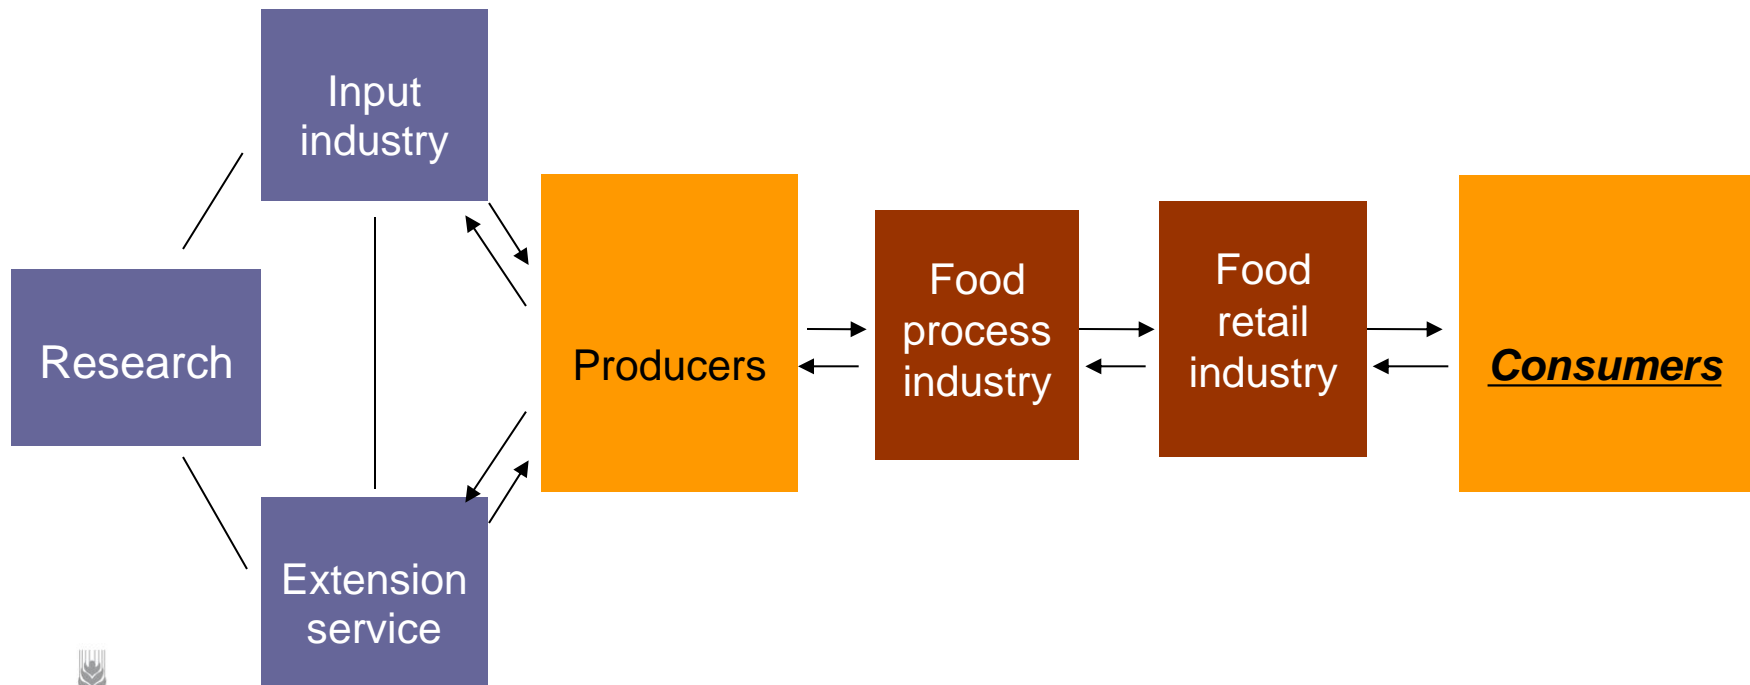 Input
industry
Research
Extension
service
Producers
Food
process
industry
Food
retail
industry
Consumers